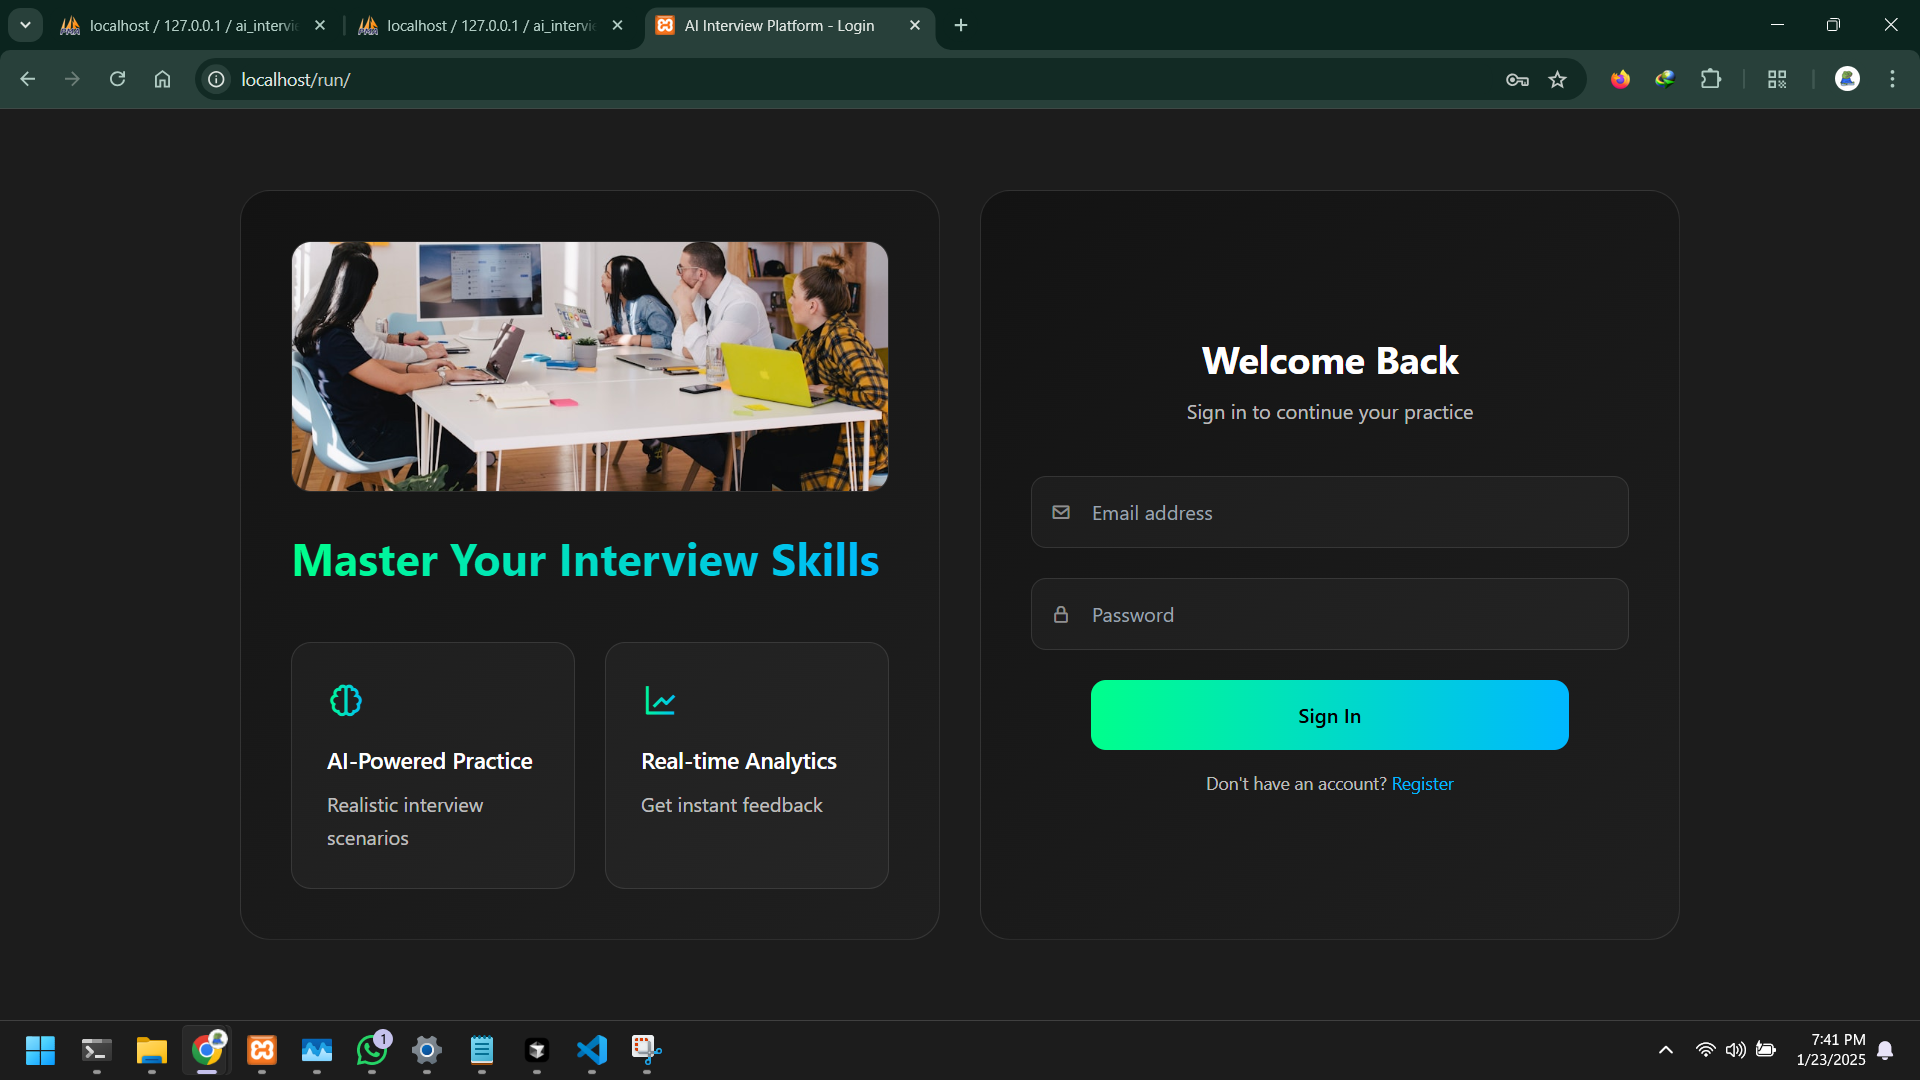 localhost / 127.0.0.1 / ai_intervi
localhost / 127.0.0.1 / ai_intervi
AI Interview Platform - Login
localhost/run/
Master Your Interview Skills
AI-Powered Practice
Realistic interview
scenarios
Real-time Analytics
Get instant feedback
Welcome Back
Sign in to continue your practice
Email address
Password
Sign In
Don't have an account? Register
1
7:41 PM
1/23/2025